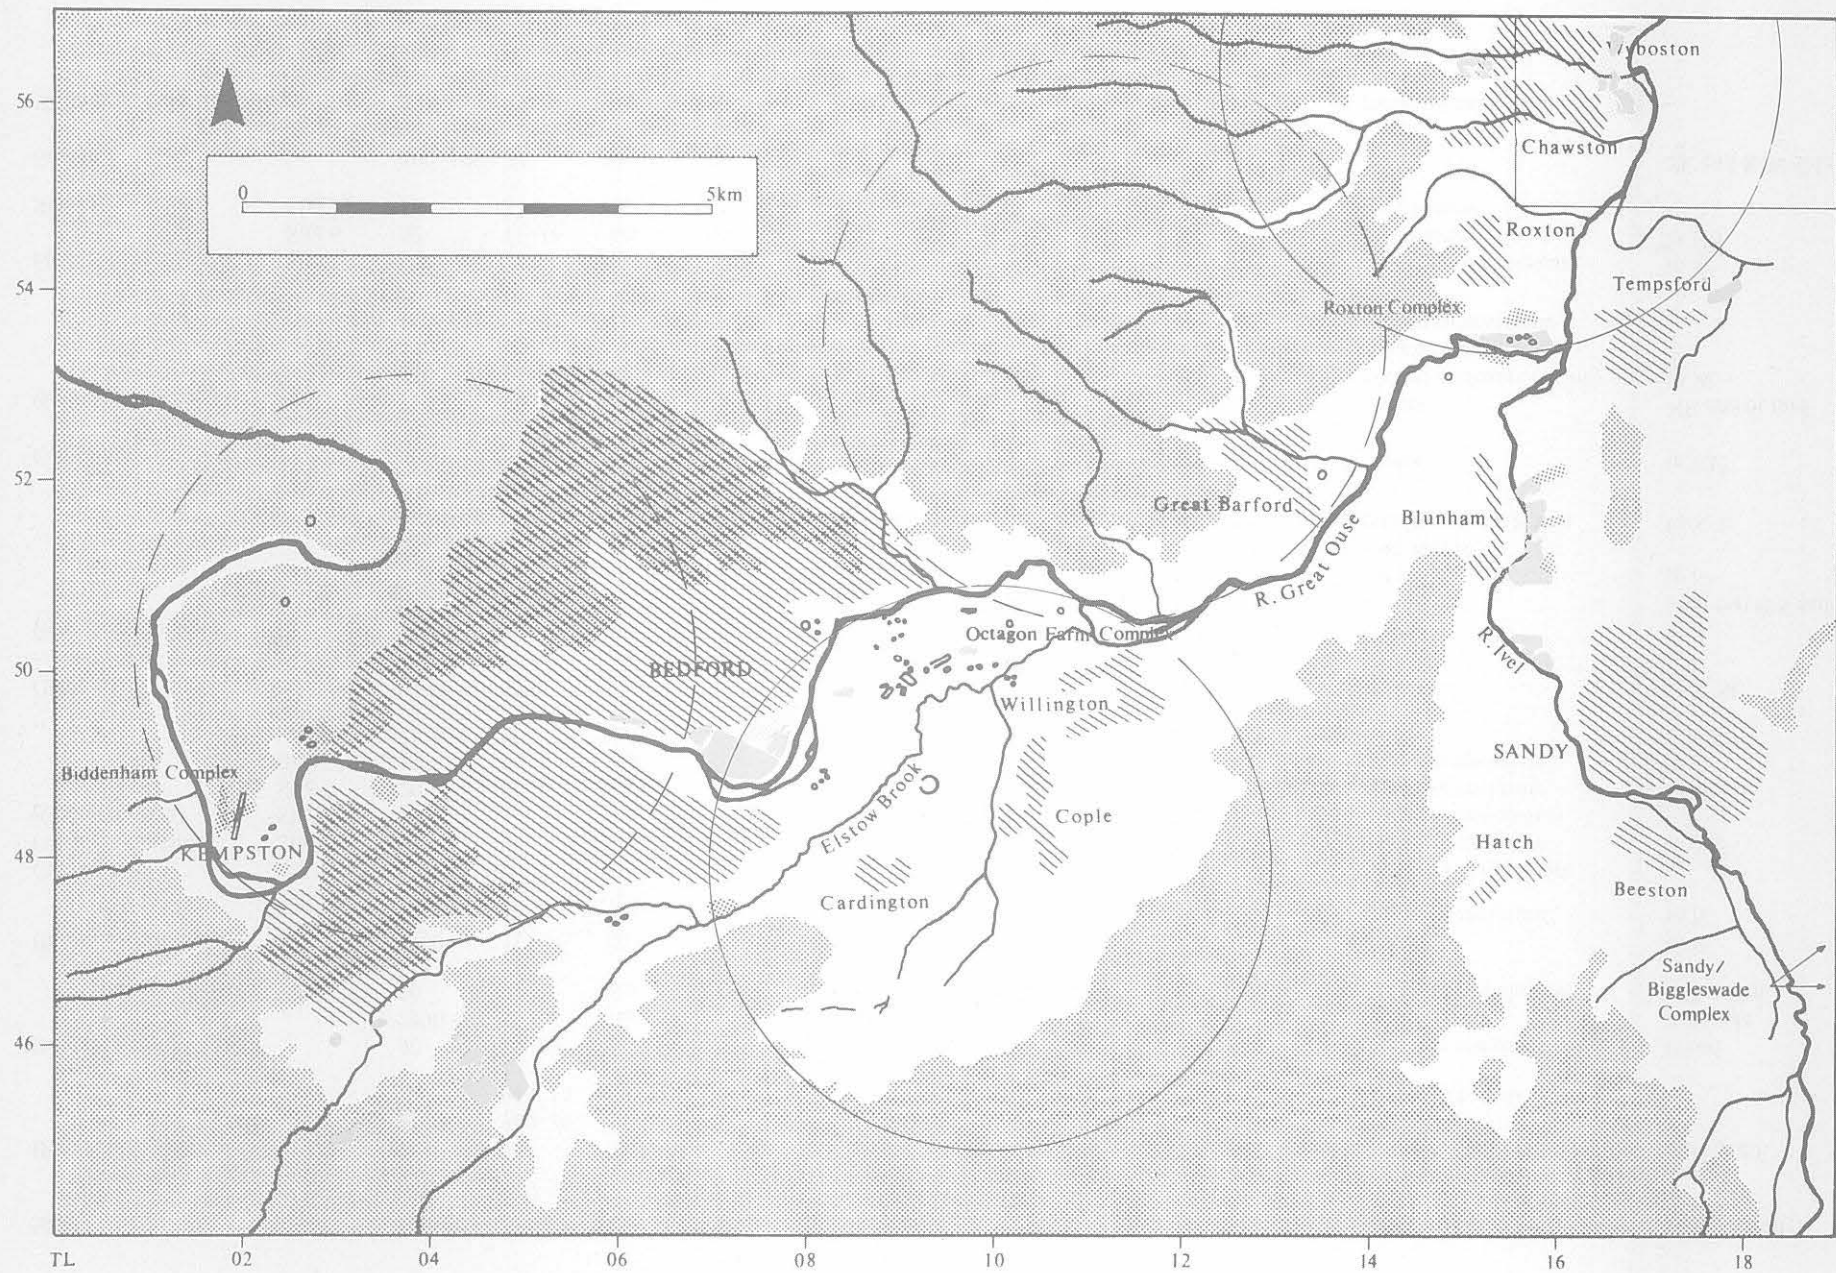 Wyboston
56
Chawston
0 5km
Roxton
54
Tempsford
Roxton Complex
52
Great Barford
Blunham
R. Great Ouse
Octagon Farm Complex
R. Ivel
50
BEDFORD
Willington
SANDY
Biddenham Complex
Elstow Brook
Cople
Hatch
48
KEMPSTON
Beeston
Cardington
Sandy/
Biggleswade
Complex
46
TL 02 04 06 08 10 12 14 16 18